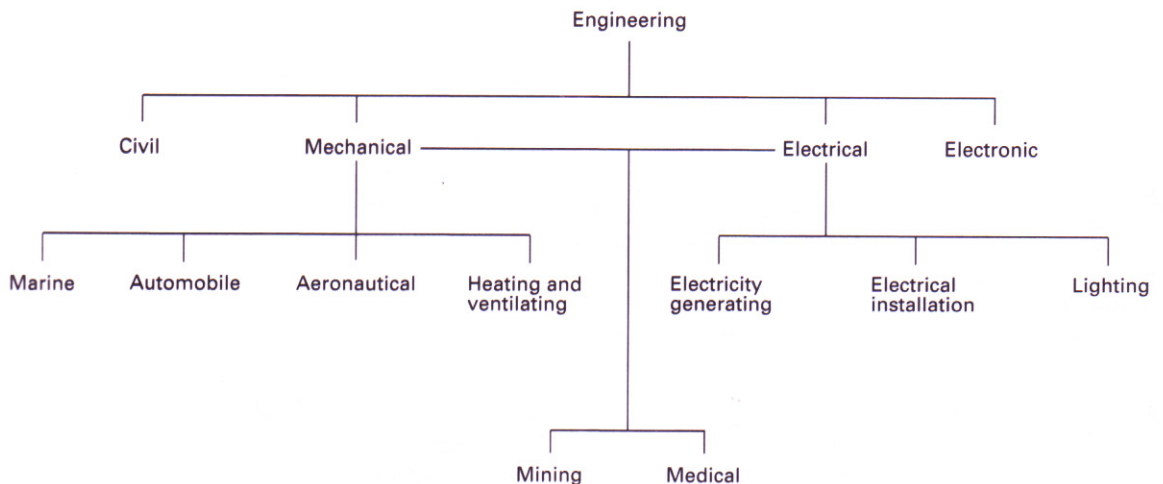 Engineering
Civil
Mechanical
Electrical
Electronic
Marine
Automobile
Aeronautical
Heating and
ventilating
Electricity
generating
Electrical
installation
Lighting
Mining
Medical